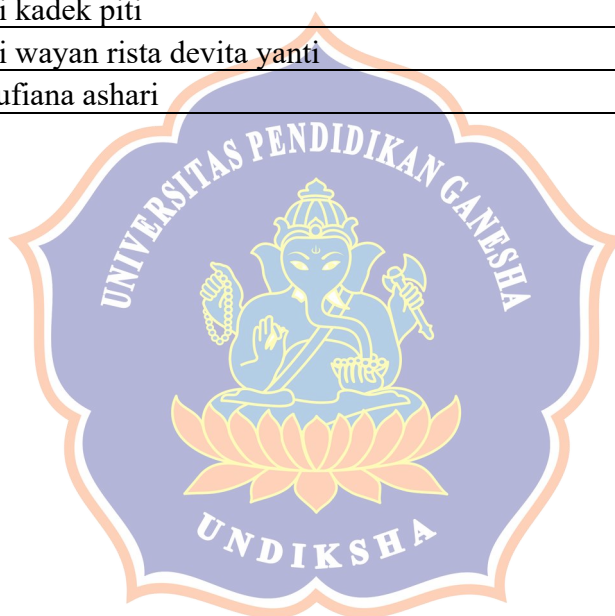 i kadek piti
i wayan rista devita yanti
ufiana ashari
UNIVERSITAS PENDIDIKAN GANESHA
UNDIKSHA